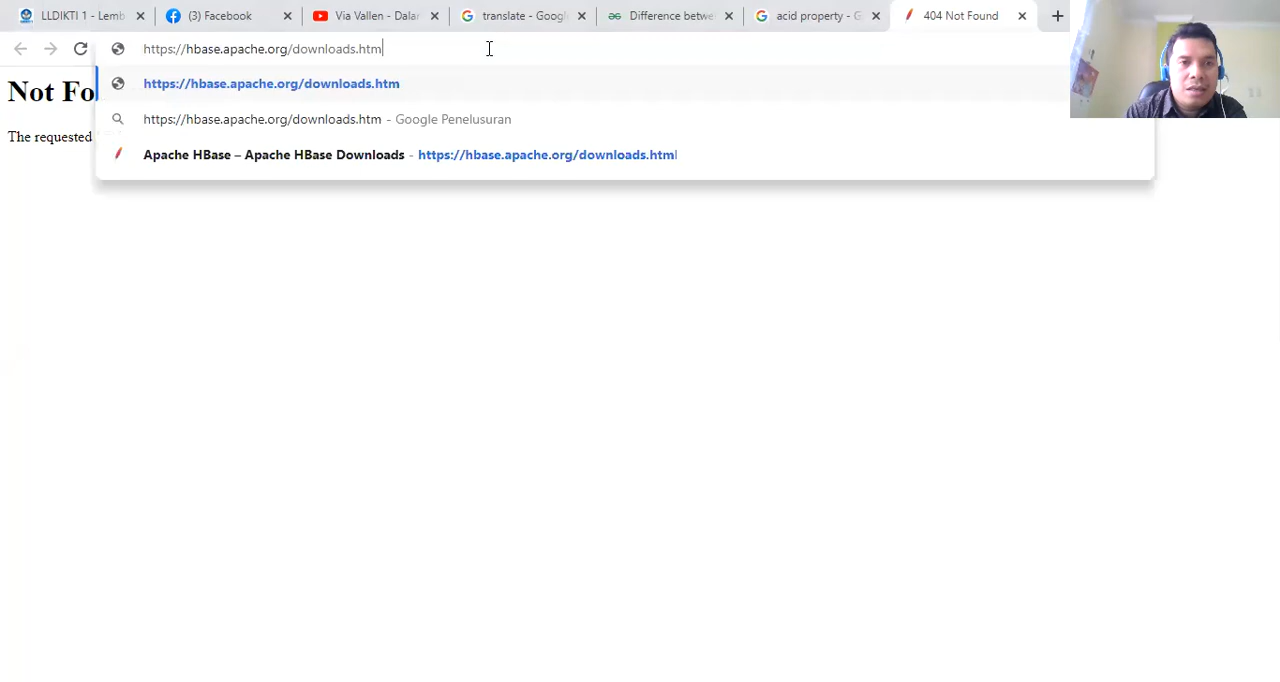 LLDIKTI 1 - Lemb
(3) Facebook
Via Vallen - Dalan
translate - Google
Difference betwe
acid property - G
404 Not Found
https://hbase.apache.org/downloads.htm
https://hbase.apache.org/downloads.htm
https://hbase.apache.org/downloads.htm - Google Penelusuran
Apache HBase – Apache HBase Downloads - https://hbase.apache.org/downloads.html
Not Fo
The requested